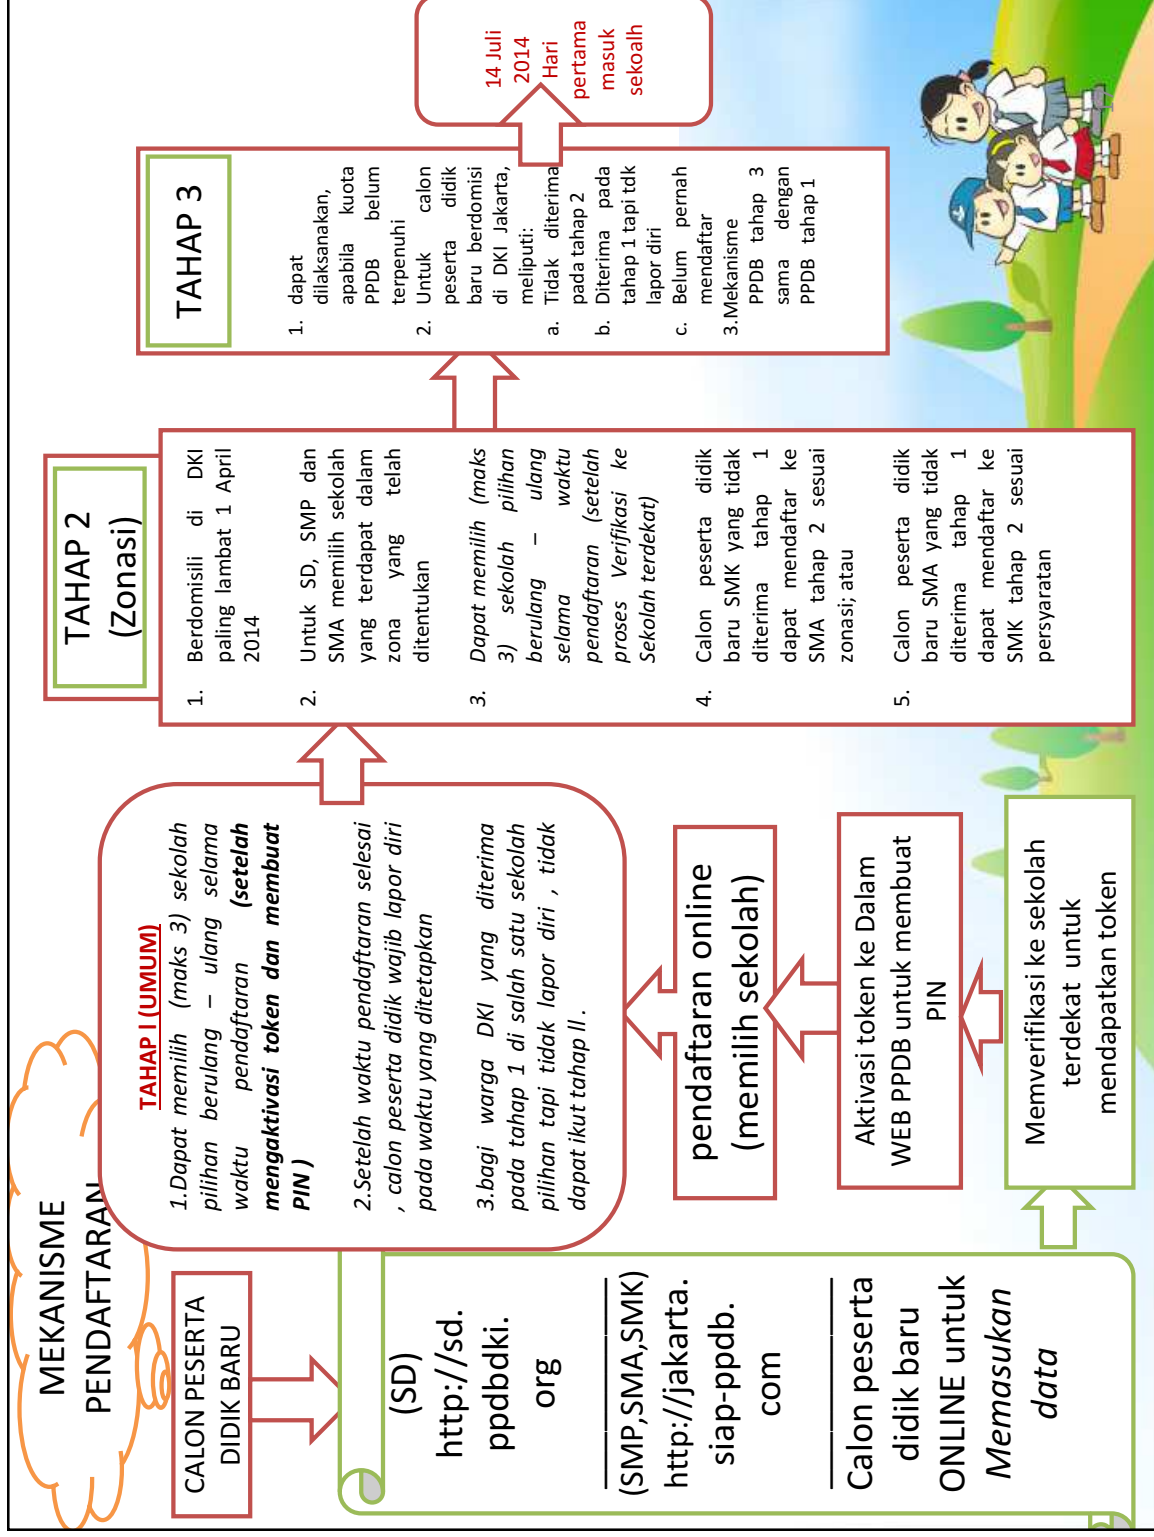 MEKANISME
PENDAFTARAN
CALON PESERTA
DIDIK BARU
(SD)
http://sd.
ppdbdki.
org
(SMP,SMA,SMK)
http://jakarta.
siap-ppdb.
com
Calon peserta
didik baru
ONLINE untuk
Memasukan
data
Memverifikasi ke sekolah
terdekat untuk
mendapatkan token
Aktivasi token ke Dalam
WEB PPDB untuk membuat
PIN
pendaftaran online
(memilih sekolah)
TAHAP I (UMUM)
1.Dapat memilih (maks 3) sekolah
pilihan berulang – ulang selama
waktu pendaftaran (setelah
mengaktivasi token dan membuat
PIN )
2.Setelah waktu pendaftaran selesai
, calon peserta didik wajib lapor diri
pada waktu yang ditetapkan
3.bagi warga DKI yang diterima
pada tahap 1 di salah satu sekolah
pilihan tapi tidak lapor diri , tidak
dapat ikut tahap II .
TAHAP 2
(Zonasi)
1. Berdomisili di DKI
paling lambat 1 April
2014
2. Untuk SD, SMP dan
SMA memilih sekolah
yang terdapat dalam
zona yang telah
ditentukan
3. Dapat memilih (maks
3) sekolah pilihan
berulang – ulang
selama waktu
pendaftaran (setelah
proses Verifikasi ke
Sekolah terdekat)
4. Calon peserta didik
baru SMK yang tidak
diterima tahap 1
dapat mendaftar ke
SMA tahap 2 sesuai
zonasi; atau
5. Calon peserta didik
baru SMA yang tidak
diterima tahap 1
dapat mendaftar ke
SMK tahap 2 sesuai
persyaratan
TAHAP 3
1. dapat
dilaksanakan,
apabila kuota
PPDB belum
terpenuhi
2. Untuk calon
peserta didik
baru berdomisi
di DKI Jakarta,
meliputi:
a. Tidak diterima
pada tahap 2
b. Diterima pada
tahap 1 tapi tdk
lapor diri
c. Belum pernah
mendaftar
3.Mekanisme
PPDB tahap 3
sama dengan
PPDB tahap 1
14 Juli
2014
Hari
pertama
masuk
sekoalh